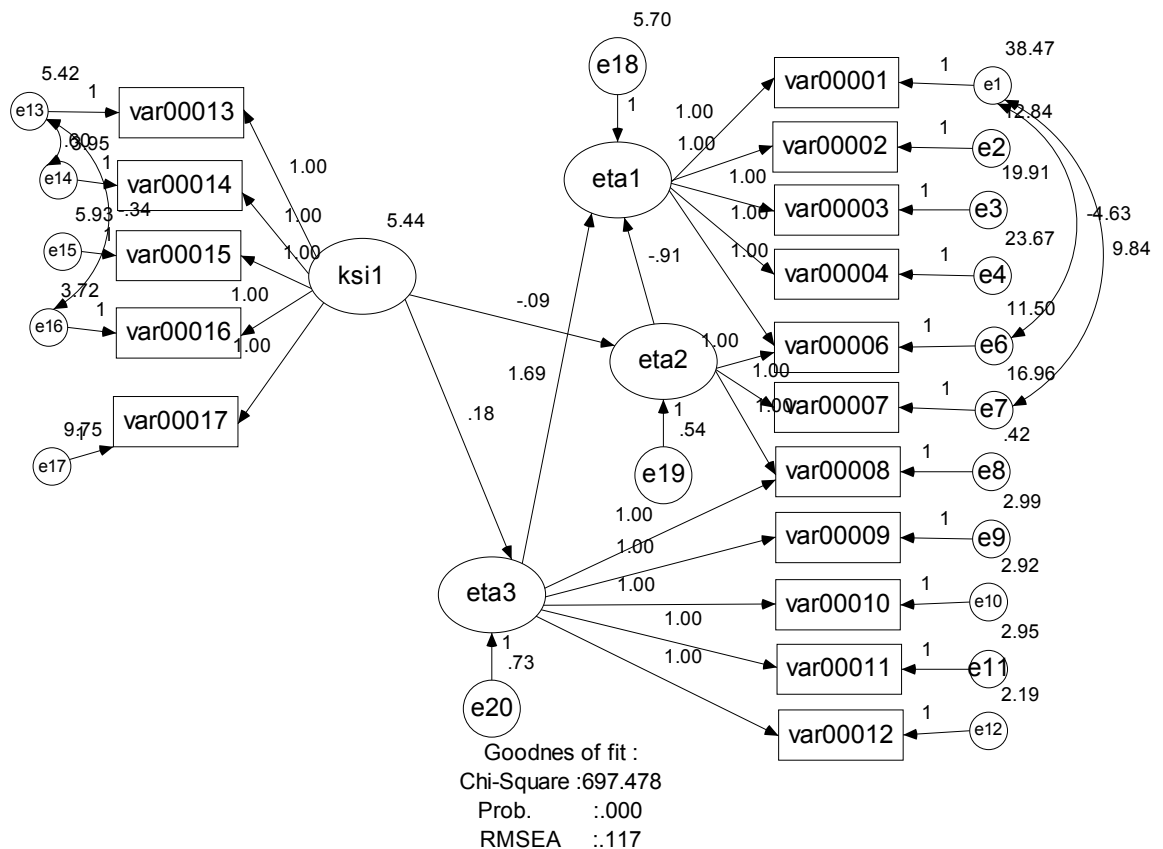 5.70
e18
1
38.47
5.42
1
e13
var00013
1.00
var00001
1
e1
12.84
.60
3.95
1
e14
var00014
1.00
1.00
var00002
1
e2
19.91
eta1
1.00
var00003
1
e3
-4.63
5.93
-.34
1
e15
var00015
1.00
5.44
ksi1
1.00
1.00
var00004
1
e4
23.67
9.84
-.91
3.72
1
e16
var00016
1.00
-.09
11.50
1.00
1.00
var00006
1
e6
eta2
1.00
16.96
1.69
1.00
var00007
1
e7
9.75
1
e17
var00017
.18
1
.54
.42
e19
var00008
1
e8
2.99
1.00
var00009
1
e9
1.00
2.92
eta3
1.00
var00010
1
e10
1.00
2.95
1
.73
1.00
var00011
1
e11
2.19
e20
var00012
1
e12
Goodnes of fit :
Chi-Square :697.478
Prob. :.000
RMSEA :.117